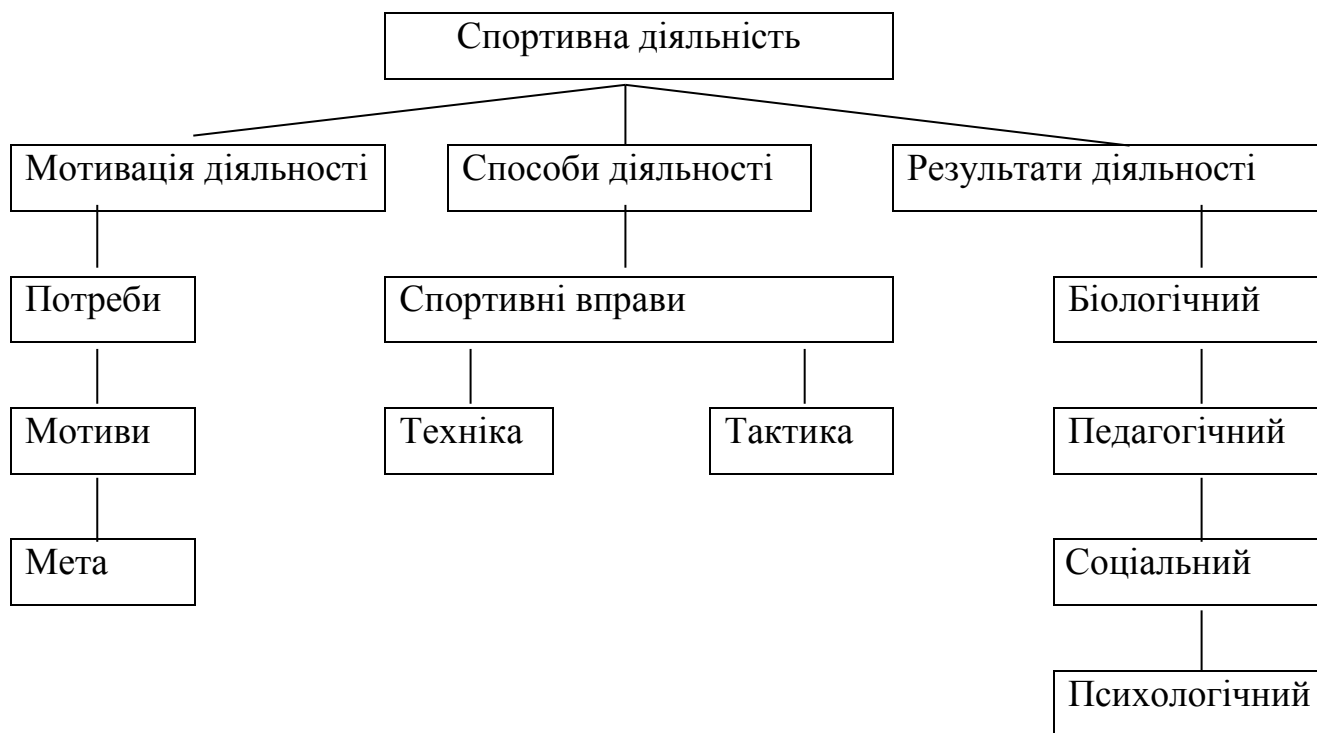 Спортивна діяльність
Мотивація діяльності
Способи діяльності
Результати діяльності
Потреби
Спортивні вправи
Біологічний
Мотиви
Техніка
Тактика
Педагогічний
Мета
Соціальний
Психологічний